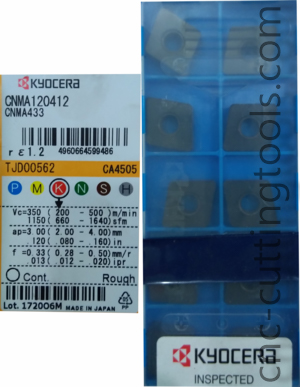 KYOCERA
CNMA120412
CNMA433
rε1.2 4960664599486
TJD00562 CA4505
P M K N S H
Vc=350 ( 200 - 500 ) m/min
1150 ( 660 - 1640 ) sfm
ap=3.00 ( 2.00 - 4.00 ) mm
.120 ( .080 - .160 ) in
f =0.33 ( 0.28 - 0.50 ) mm/r
.013 ( .012 - .020 ) ipr
Cont. Rough
Lot. 172006M MADE IN JAPAN PP
KYOCERA
INSPECTED
cnc-cuttingtools.com